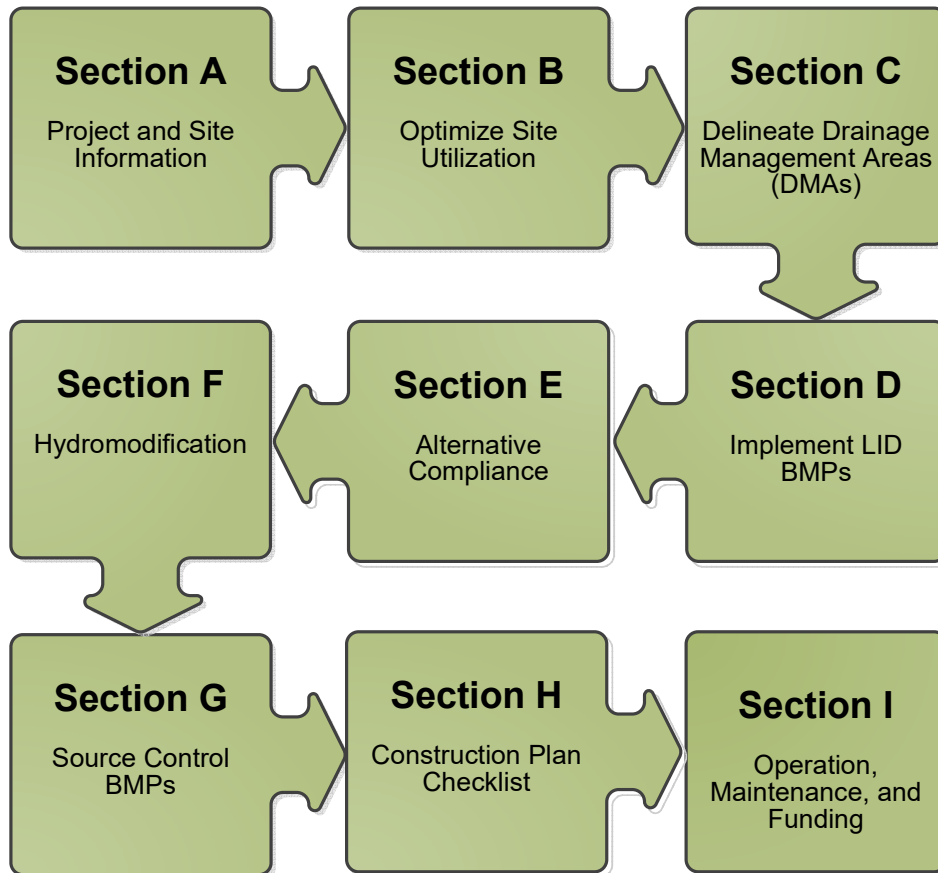 Section A
Project and Site
Information
Section B
Optimize Site
Utilization
Section C
Delineate Drainage
Management Areas
(DMAs)
Section D
Implement LID
BMPs
Section E
Alternative
Compliance
Section F
Hydromodification
Section G
Source Control
BMPs
Section H
Construction Plan
Checklist
Section I
Operation,
Maintenance, and
Funding